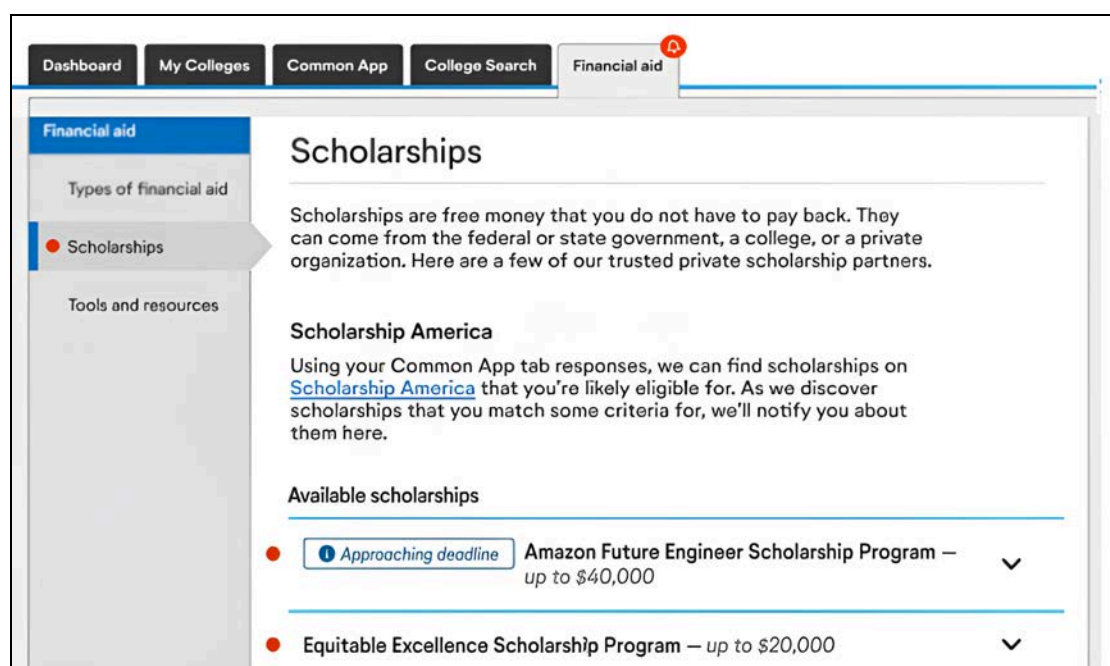 Dashboard My Colleges Common App College Search Financial aid
Financial aid
Types of financial aid
Scholarships
Tools and resources
Scholarships
Scholarships are free money that you do not have to pay back. They
can come from the federal or state government, a college, or a private
organization. Here are a few of our trusted private scholarship partners.
Scholarship America
Using your Common App tab responses, we can find scholarships on
Scholarship America that you're likely eligible for. As we discover
scholarships that you match some criteria for, we'll notify you about
them here.
Available scholarships
Approaching deadline Amazon Future Engineer Scholarship Program –
up to $40,000
Equitable Excellence Scholarship Program – up to $20,000